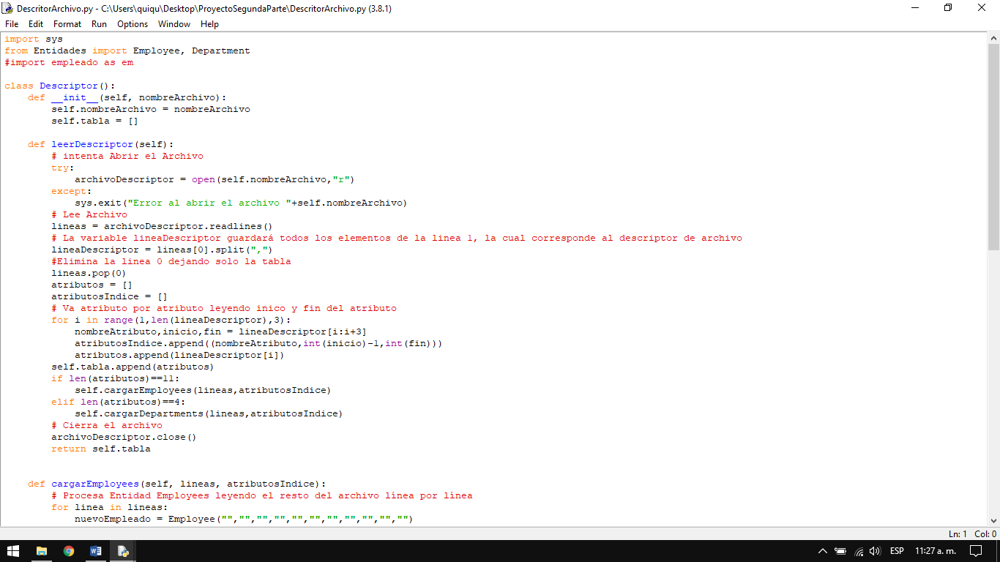 DescritorArchivo.py - C:\Users\quiqu\Desktop\ProyectoSegundaParte\DescritorArchivo.py (3.8.1)
File Edit Format Run Options Window Help
import sys
from Entidades import Employee, Department
#import empleado as em

class Descriptor():
    def __init__(self, nombreArchivo):
        self.nombreArchivo = nombreArchivo
        self.tabla = []

    def leerDescriptor(self):
        # intenta Abrir el Archivo
        try:
            archivoDescriptor = open(self.nombreArchivo,"r")
        except:
            sys.exit("Error al abrir el archivo "+self.nombreArchivo)
        # Lee Archivo
        lineas = archivoDescriptor.readlines()
        # La variable lineaDescriptor guardará todos los elementos de la linea 1, la cual corresponde al descriptor de archivo
        lineaDescriptor = lineas[0].split(",")
        #Elimina la linea 0 dejando solo la tabla
        lineas.pop(0)
        atributos = []
        atributosIndice = []
        # Va atributo por atributo leyendo inico y fin del atributo
        for i in range(1,len(lineaDescriptor),3):
            nombreAtributo,inicio,fin = lineaDescriptor[i:i+3]
            atributosIndice.append((nombreAtributo,int(inicio)-1,int(fin)))
            atributos.append(lineaDescriptor[i])
        self.tabla.append(atributos)
        if len(atributos)==11:
            self.cargarEmployees(lineas,atributosIndice)
        elif len(atributos)==4:
            self.cargarDepartments(lineas,atributosIndice)
        # Cierra el archivo
        archivoDescriptor.close()
        return self.tabla


    def cargarEmployees(self, lineas, atributosIndice):
        # Procesa Entidad Employees leyendo el resto del archivo línea por línea
        for linea in lineas:
            nuevoEmpleado = Employee("","","","","","","","","","","")
Ln: 1 Col: 0
ESP 11:27 a. m.